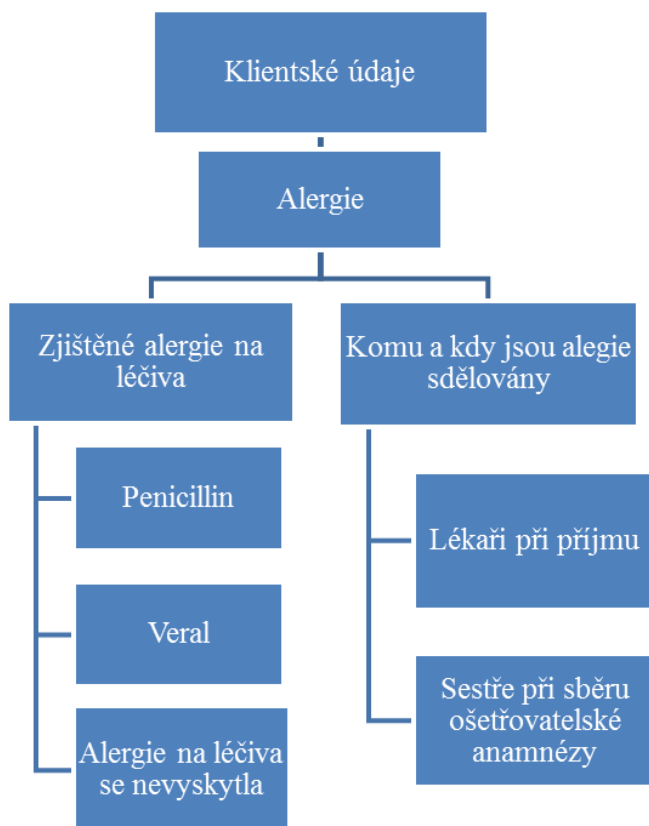 Klientské údaje
Alergie
Zjištěné alergie na
léčiva
Penicillin
Veral
Alergie na léčiva
se nevyskytla
Komu a kdy jsou alegie
sdělovány
Lékaři při příjmu
Sestře při sběru
ošetřovatelské
anamnézy